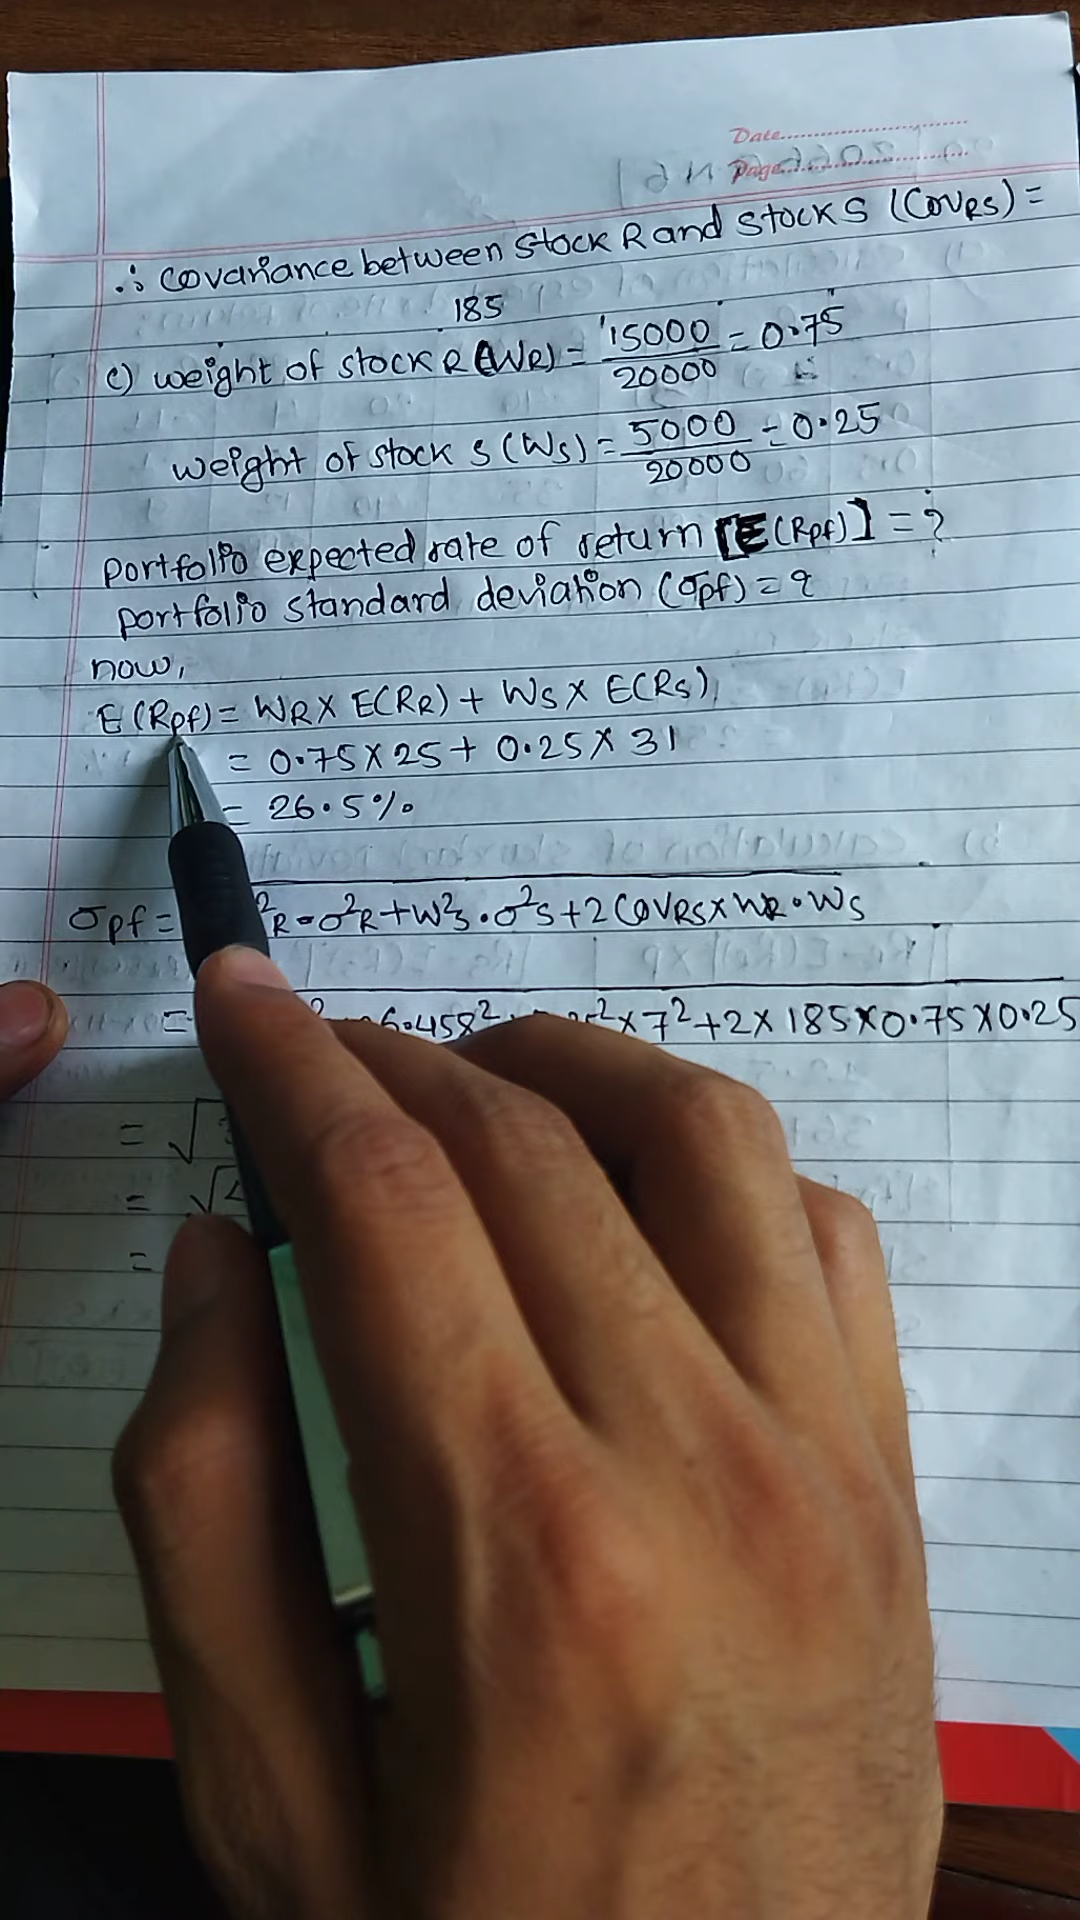 Date
Page
∴ covariance between Stock R and Stock S (CovRS) =
185
c) weight of stock R (WR) = 15000/20000 = 0.75
weight of stock S (WS) = 5000/20000 = 0.25
portfolio expected rate of return [E(Rpf)] = ?
portfolio standard deviation (σpf) = ?
now,
E(Rpf) = WR X E(RR) + WS X E(RS)
= 0.75 X 25 + 0.25 X 31
= 26.5%
σpf = ²R . σ²R + W²S . σ²S + 2 COVRS x WR . WS
= 6.458² ² x 7² + 2 x 185 x 0.75 x 0.25
= √
= √
=